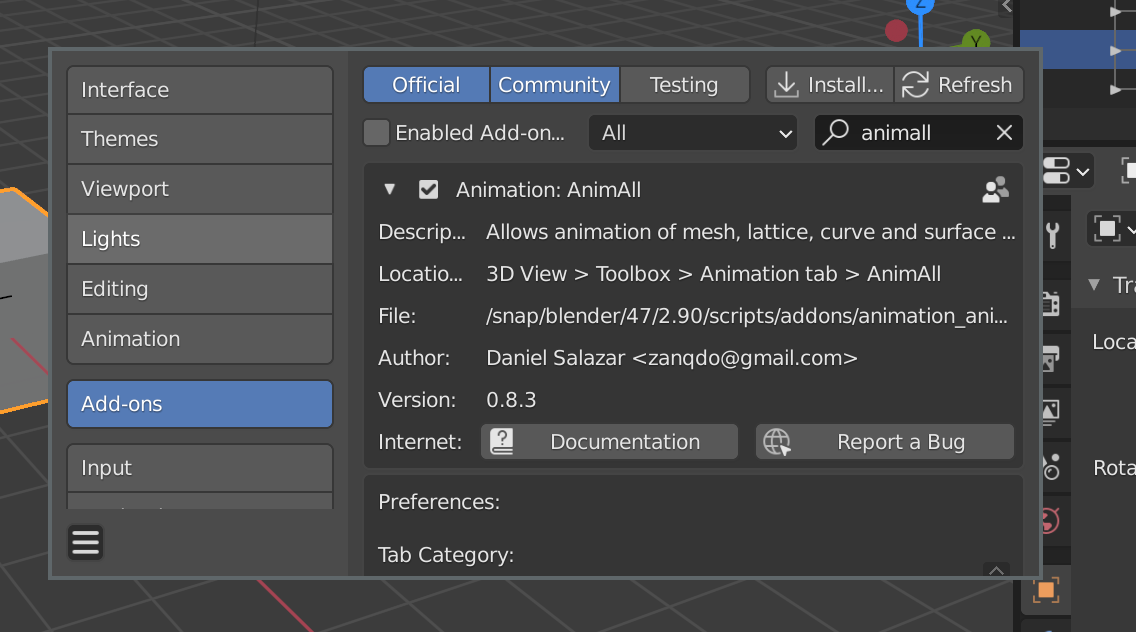 Z
Y
Interface
Themes
Viewport
Lights
Editing
Animation
Add-ons
Input
Official Community Testing Install... Refresh
Enabled Add-on... All animall
Animation: AnimAll
Descrip... Allows animation of mesh, lattice, curve and surface ...
Locatio... 3D View > Toolbox > Animation tab > AnimAll
File: /snap/blender/47/2.90/scripts/addons/animation_ani...
Author: Daniel Salazar <zanqdo@gmail.com>
Version: 0.8.3
Internet: Documentation Report a Bug
Preferences:
Tab Category:
Tra
Loca
Rota